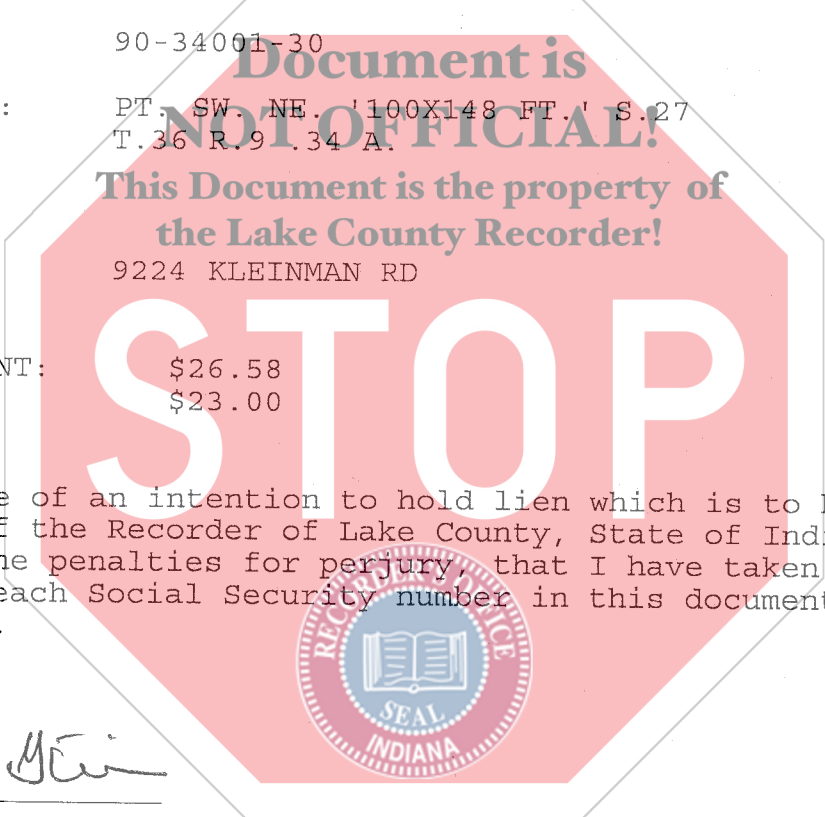 90-34001-30
Document is
: PT. SW. NE. '100X148 FT.' S.27
NOT OFFICIAL!
T.36 R.9 .34 A.
This Document is the property of
the Lake County Recorder!
9224 KLEINMAN RD
STOP
NT: $26.58
$23.00
e of an intention to hold lien which is to
f the Recorder of Lake County, State of Indi
he penalties for perjury, that I have taken
each Social Security number in this document
.
RECORDER'S OFFICE
SEAL
INDIANA